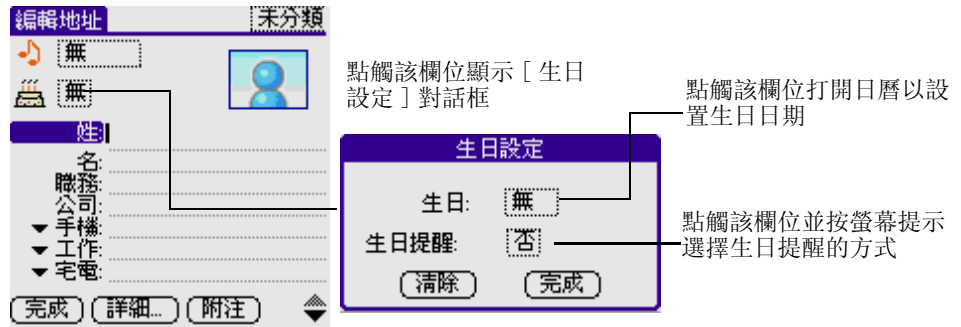 編輯地址
未分類
無
無
姓:
名:
職務:
公司:
手機:
工作:
宅電:
完成 詳細... 附注
點觸該欄位顯示［生日
設定］對話框
生日設定
生日: 無
生日提醒: 否
清除 完成
點觸該欄位打開日曆以設
置生日日期
點觸該欄位並按螢幕提示
選擇生日提醒的方式